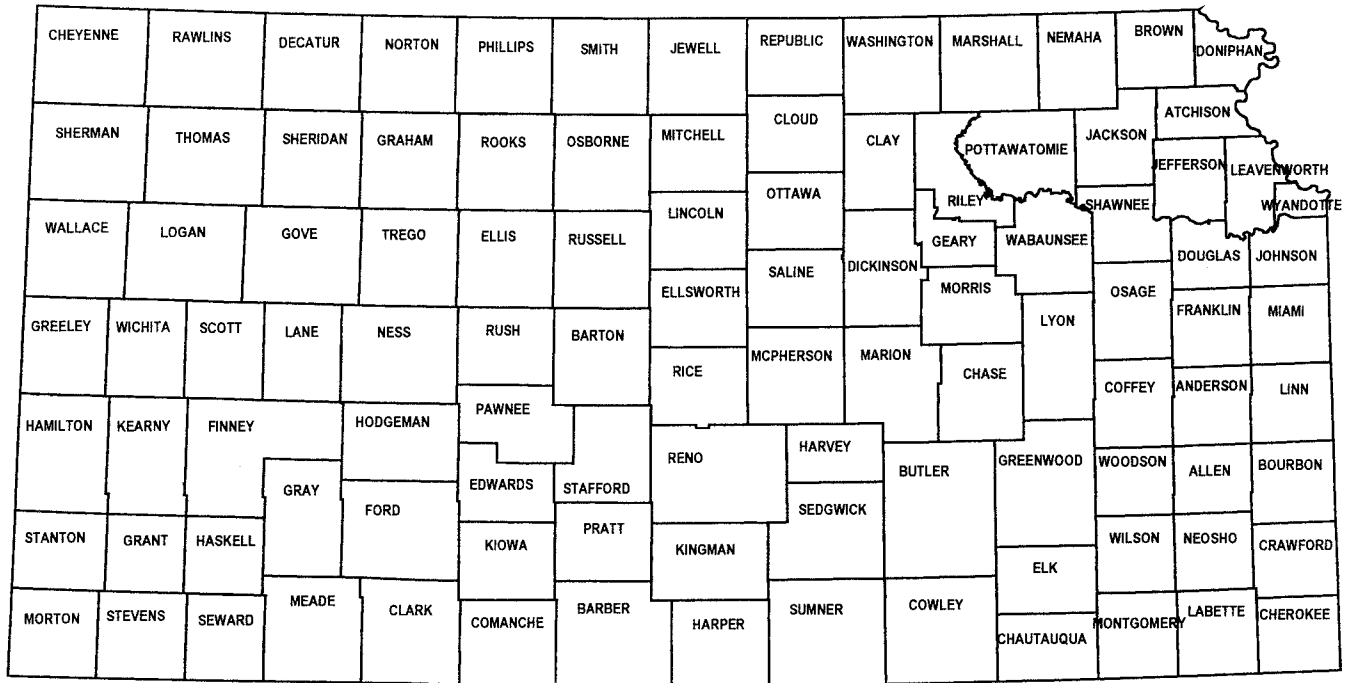 CHEYENNE
RAWLINS
DECATUR
NORTON
PHILLIPS
SMITH
JEWELL
REPUBLIC
WASHINGTON
MARSHALL
NEMAHA
BROWN
DONIPHAN
SHERMAN
THOMAS
SHERIDAN
GRAHAM
ROOKS
OSBORNE
MITCHELL
CLOUD
CLAY
POTTAWATOMIE
JACKSON
ATCHISON
JEFFERSON
LEAVENWORTH
WALLACE
LOGAN
GOVE
TREGO
ELLIS
RUSSELL
LINCOLN
OTTAWA
RILEY
SHAWNEE
WYANDOTTE
GEARY
WABAUNSEE
DICKINSON
SALINE
ELLSWORTH
MORRIS
OSAGE
DOUGLAS
JOHNSON
GREELEY
WICHITA
SCOTT
LANE
NESS
RUSH
BARTON
RICE
MCPHERSON
MARION
CHASE
LYON
FRANKLIN
MIAMI
COFFEY
ANDERSON
LINN
HAMILTON
KEARNY
FINNEY
HODGEMAN
PAWNEE
RENO
HARVEY
BUTLER
GREENWOOD
WOODSON
ALLEN
BOURBON
GRAY
FORD
EDWARDS
STAFFORD
SEDGWICK
STANTON
GRANT
HASKELL
KIOWA
PRATT
KINGMAN
ELK
WILSON
NEOSHO
CRAWFORD
MORTON
STEVENS
SEWARD
MEADE
CLARK
COMANCHE
BARBER
HARPER
SUMNER
COWLEY
CHAUTAUQUA
MONTGOMERY
LABETTE
CHEROKEE